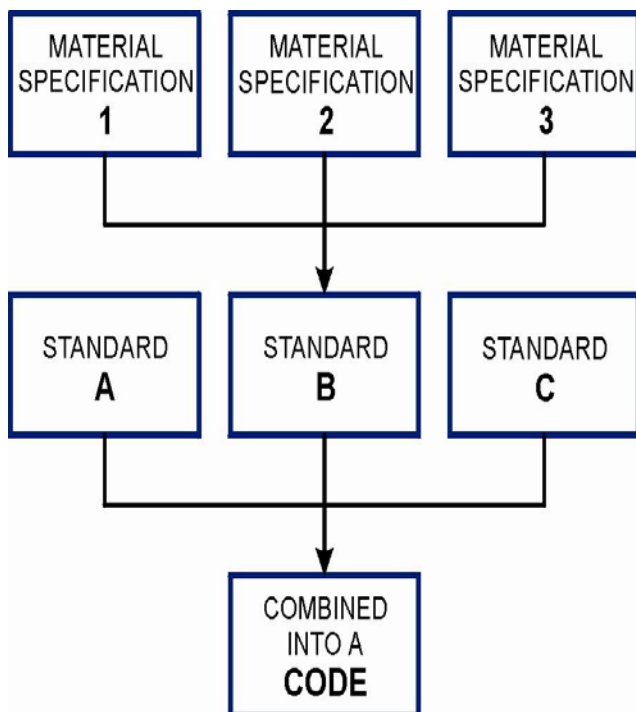 MATERIAL
SPECIFICATION
1
MATERIAL
SPECIFICATION
2
MATERIAL
SPECIFICATION
3
STANDARD
A
STANDARD
B
STANDARD
C
COMBINED
INTO A
CODE